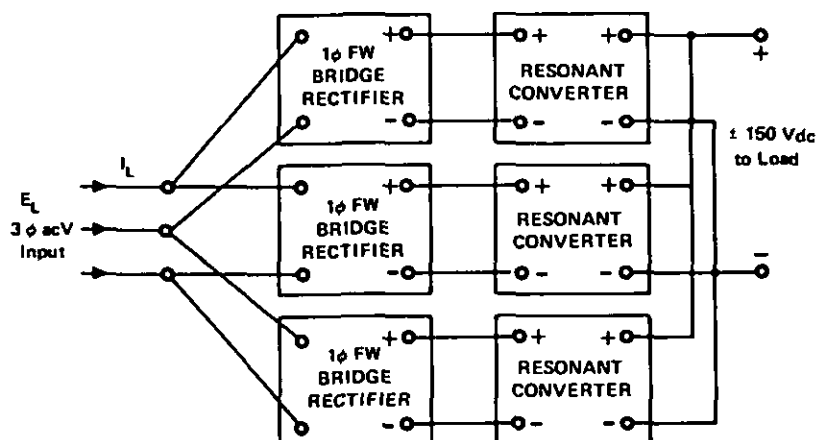 1ϕ FW
BRIDGE
RECTIFIER
+
-
+
-
RESONANT
CONVERTER
+
-
+
-
± 150 Vdc
to Load
I_L
E_L
3 ϕ acV
Input
1ϕ FW
BRIDGE
RECTIFIER
+
-
+
-
RESONANT
CONVERTER
+
-
1ϕ FW
BRIDGE
RECTIFIER
+
-
+
-
RESONANT
CONVERTER
+
-